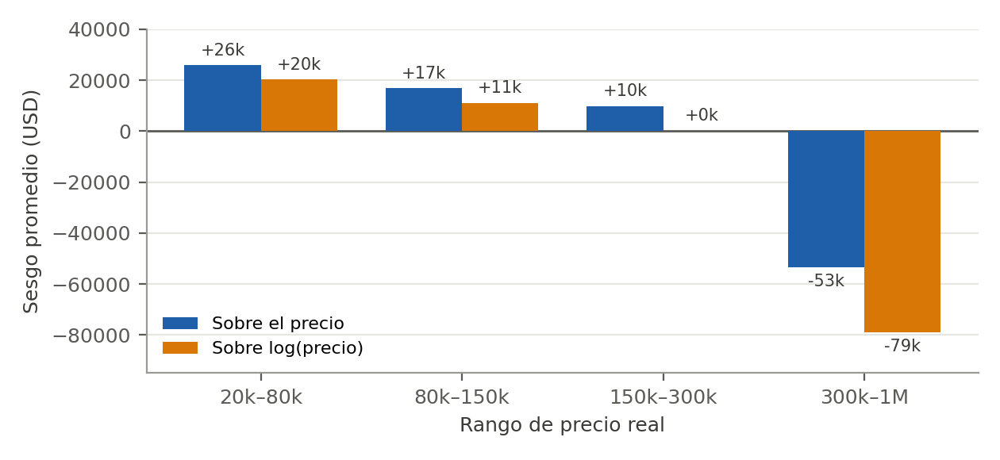 40000
20000
0
−20000
−40000
−60000
−80000
Sesgo promedio (USD)
+26k
+20k
+17k
+11k
+10k
+0k
-53k
-79k
Sobre el precio
Sobre log(precio)
20k–80k
80k–150k
150k–300k
300k–1M
Rango de precio real